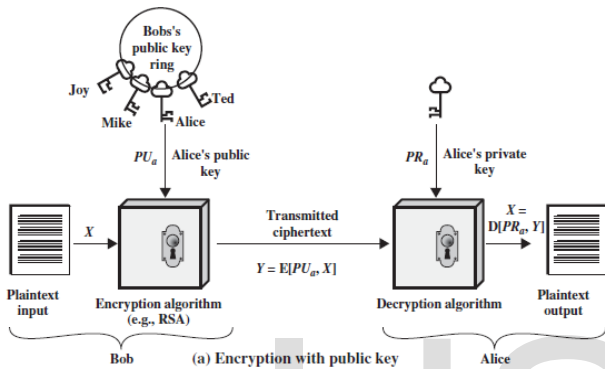 Bobs's
public key
ring
Joy
Ted
Mike
Alice
PUa
Alice's public
key
PRa
Alice's private
key
X
Transmitted
ciphertext
X =
D[PRa, Y]
Y = E[PUa, X]
Plaintext
input
Encryption algorithm
(e.g., RSA)
Decryption algorithm
Plaintext
output
Bob
(a) Encryption with public key
Alice